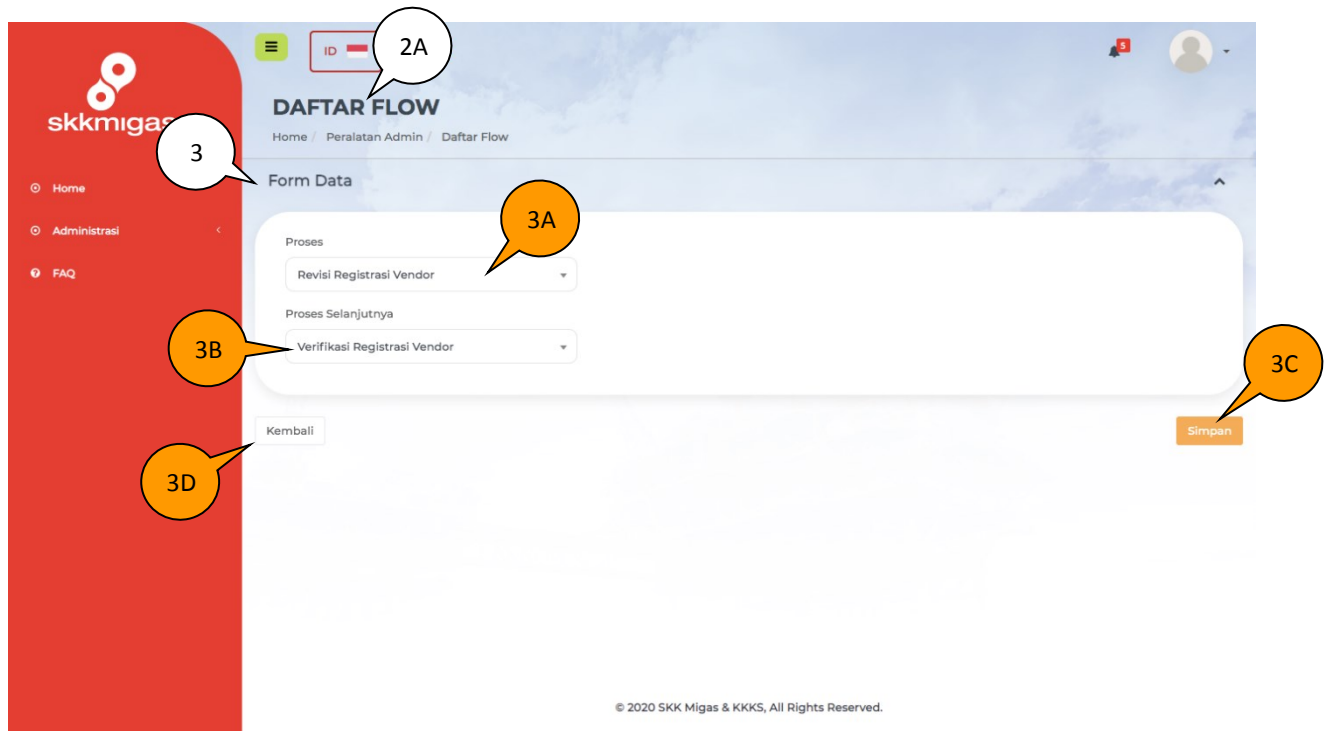 skkmigas
Home
Administrasi
FAQ
ID
2A
5
DAFTAR FLOW
Home / Peralatan Admin / Daftar Flow
3
Form Data
3A
Proses
Revisi Registrasi Vendor
Proses Selanjutnya
3B
Verifikasi Registrasi Vendor
3C
Kembali
Simpan
3D
© 2020 SKK Migas & KKKS, All Rights Reserved.